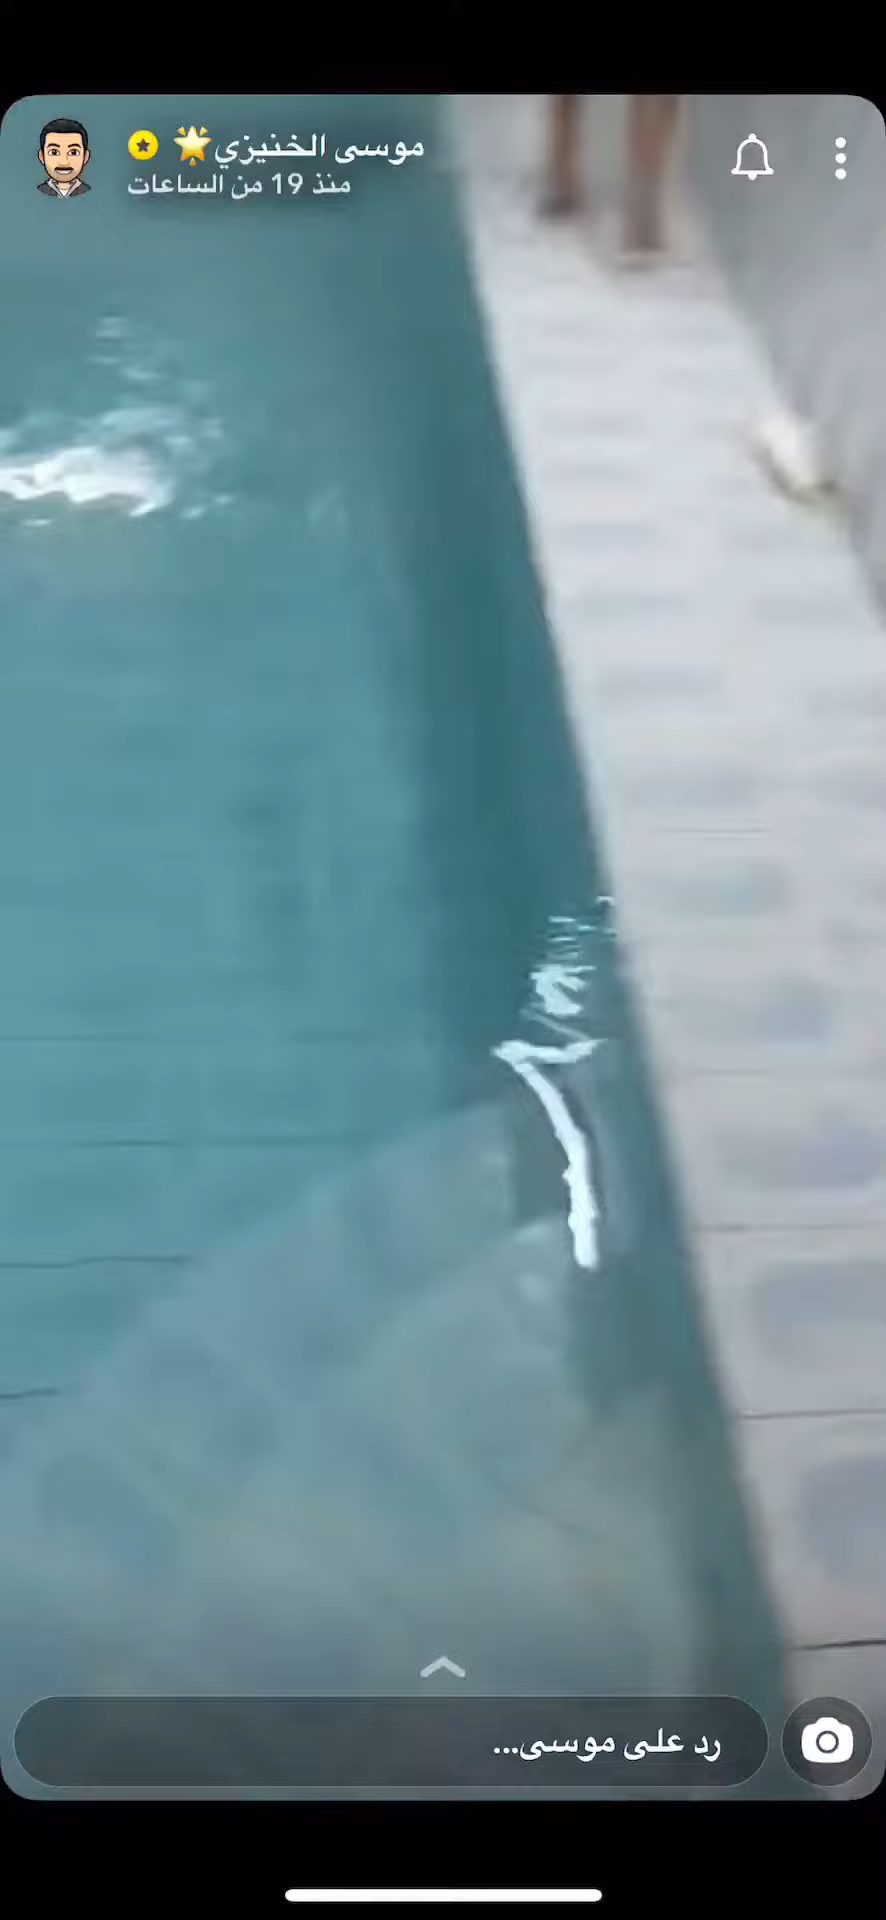 موسى الخنيزي🌟
منذ 19 من الساعات
رد على موسى...